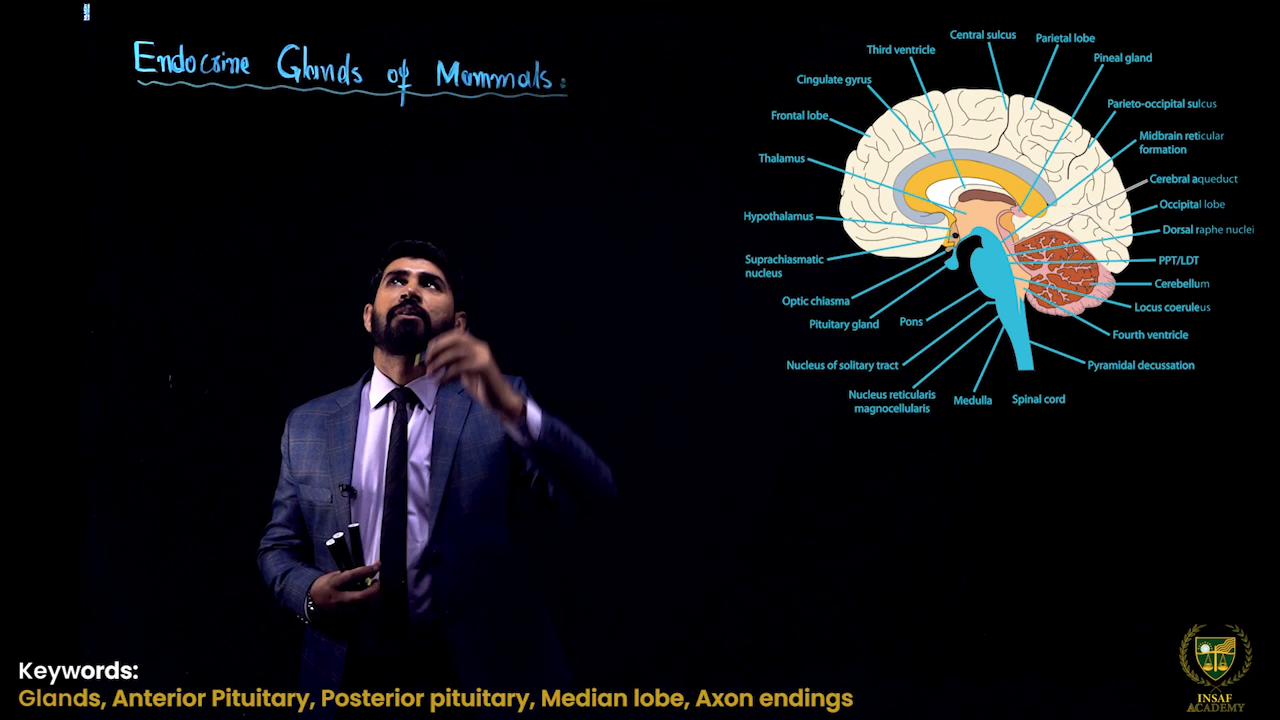 Endocrine Glands of Mammals:
Central sulcus
Parietal lobe
Third ventricle
Pineal gland
Cingulate gyrus
Parieto-occipital sulcus
Frontal lobe
Midbrain reticular
formation
Thalamus
Cerebral aqueduct
Occipital lobe
Hypothalamus
Dorsal raphe nuclei
Suprachiasmatic
nucleus
PPT/LDT
Cerebellum
Optic chiasma
Locus coeruleus
Pituitary gland
Pons
Fourth ventricle
Nucleus of solitary tract
Pyramidal decussation
Nucleus reticularis
magnocellularis
Medulla
Spinal cord
Keywords:
Glands, Anterior Pituitary, Posterior pituitary, Median lobe, Axon endings
INSAF
ACADEMY